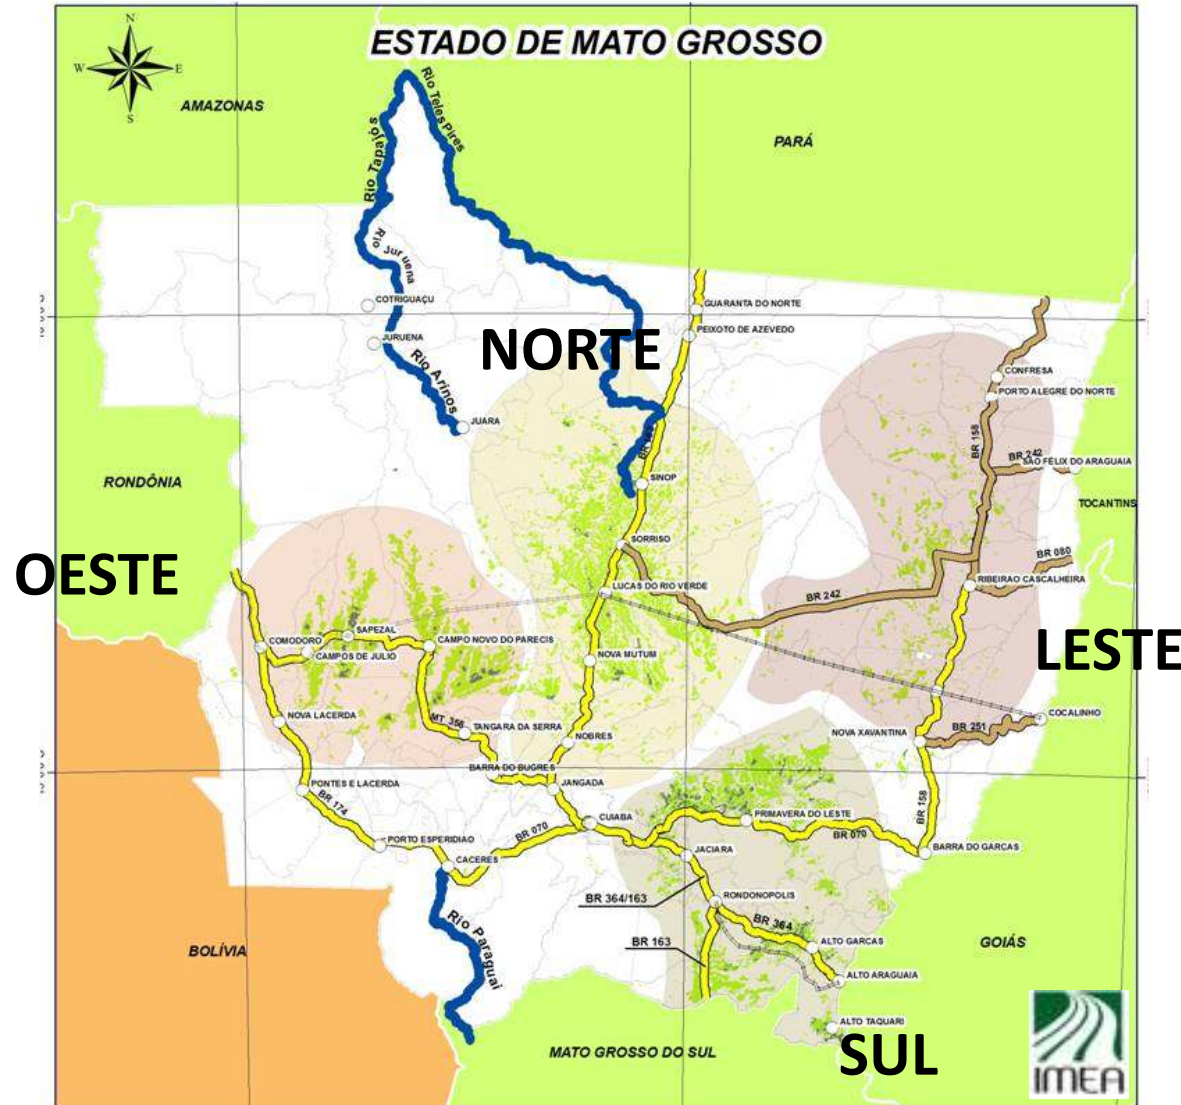 ESTADO DE MATO GROSSO
N
W
E
S
AMAZONAS
PARÁ
Rio Teles Pires
Rio Tapajos
Rio Juruena
COTRIGUAÇU
GUARANTA DO NORTE
PEIXOTO DE AZEVEDO
JURUENA
NORTE
Rio Arinos
CONFRESA
PORTO ALEGRE DO NORTE
JUARA
BR 158
BR 242
SÃO FÉLIX DO ARAGUAIA
RONDÔNIA
SINOP
TOCANTINS
SORRISO
OESTE
BR 080
RIBEIRAO CASCALHEIRA
LUCAS DO RIO VERDE
BR 242
SAPEZAL
COMODORO
CAMPO NOVO DO PARECIS
CAMPOS DE JULIO
NOVA MUTUM
LESTE
NOVA LACERDA
MT 358
TANGARA DA SERRA
COCALINHO
BR 251
NOVA XAVANTINA
NOBRES
BARRA DO BUGRES
JANGADA
PONTES E LACERDA
BR 174
BR 158
CUIABA
PRIMAVERA DO LESTE
BR 070
BR 070
PORTO ESPERIDIAO
CACERES
JACIARA
BARRA DO GARCAS
BR 364/163
RONDONOPOLIS
BR 364
BR 163
ALTO GARCAS
BOLÍVIA
Rio Paraguai
GOIÁS
ALTO ARAGUAIA
ALTO TAQUARI
MATO GROSSO DO SUL
SUL
IMEA